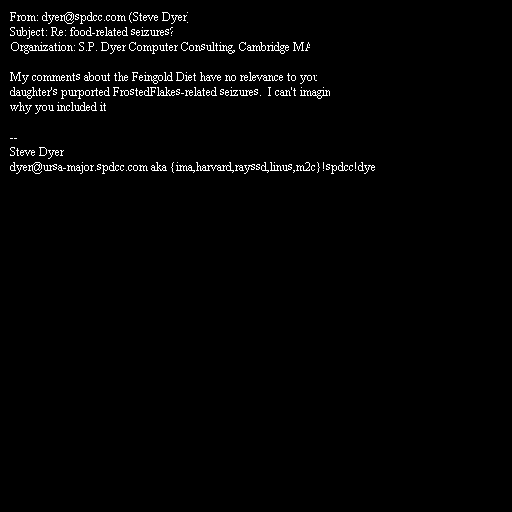 From: dyer@spdcc.com (Steve Dyer)
Subject: Re: food-related seizures?
Organization: S.P. Dyer Computer Consulting, Cambridge MA
My comments about the Feingold Diet have no relevance to your
daughter's purported FrostedFlakes-related seizures.  I can't imagin
why you included it
--
Steve Dyer
dyer@ursa-major.spdcc.com aka {ima,harvard,rayssd,linus,m2c}!spdcc!dye